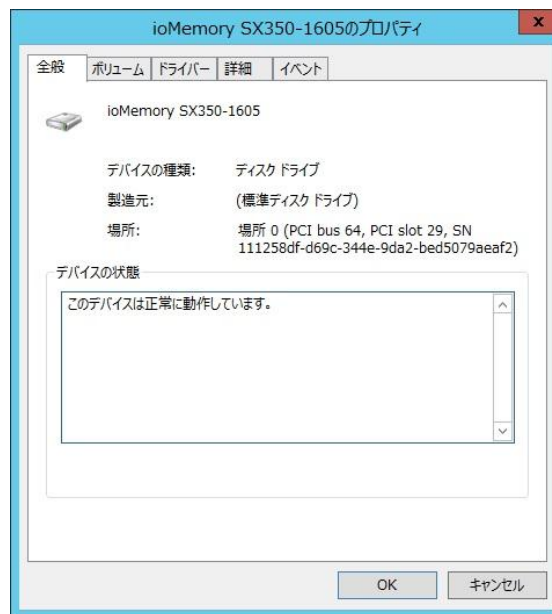 ioMemory SX350-1605のプロパティ
x
全般
ボリューム
ドライバー
詳細
イベント
ioMemory SX350-1605
デバイスの種類: ディスク ドライブ
製造元: (標準ディスク ドライブ)
場所: 場所 0 (PCI bus 64, PCI slot 29, SN
111258df-d69c-344e-9da2-bed5079aeaf2)
デバイスの状態
このデバイスは正常に動作しています。
OK
キャンセル